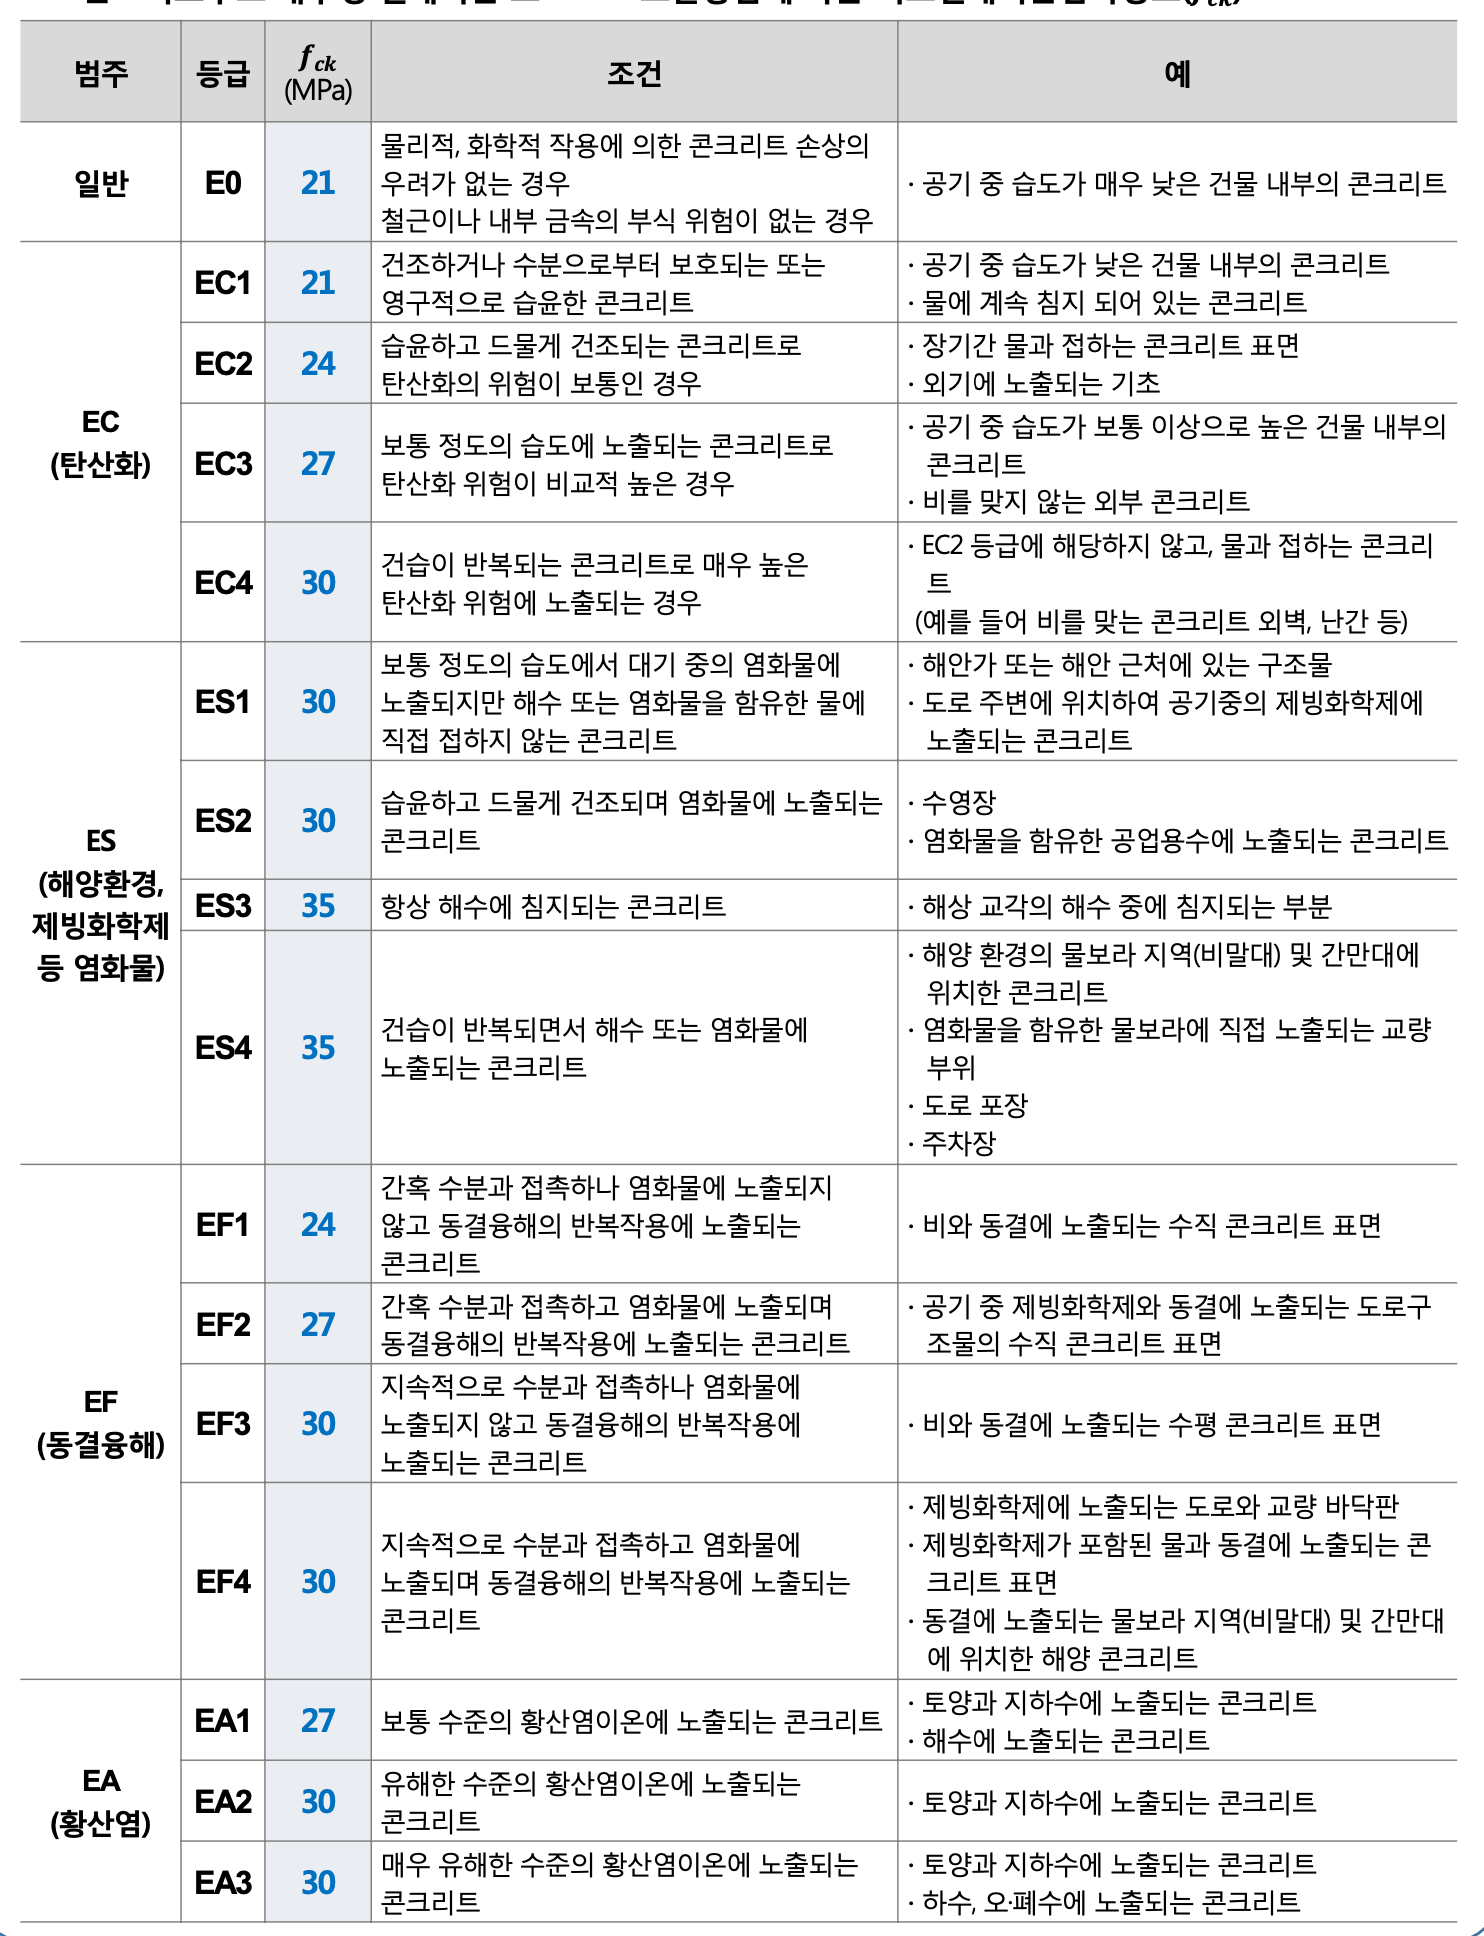 범주 등급 f ck (MPa) 조건 예
일반
E0
21
물리적, 화학적 작용에 의한 콘크리트 손상의
우려가 없는 경우
철근이나 내부 금속의 부식 위험이 없는 경우
· 공기 중 습도가 매우 낮은 건물 내부의 콘크리트
EC
(탄산화)
EC1
21
건조하거나 수분으로부터 보호되는 또는
영구적으로 습윤한 콘크리트
· 공기 중 습도가 낮은 건물 내부의 콘크리트
· 물에 계속 침지 되어 있는 콘크리트
EC2
24
습윤하고 드물게 건조되는 콘크리트로
탄산화의 위험이 보통인 경우
· 장기간 물과 접하는 콘크리트 표면
· 외기에 노출되는 기초
EC3
27
보통 정도의 습도에 노출되는 콘크리트로
탄산화 위험이 비교적 높은 경우
· 공기 중 습도가 보통 이상으로 높은 건물 내부의
콘크리트
· 비를 맞지 않는 외부 콘크리트
EC4
30
건습이 반복되는 콘크리트로 매우 높은
탄산화 위험에 노출되는 경우
· EC2 등급에 해당하지 않고, 물과 접하는 콘크리
트
(예를 들어 비를 맞는 콘크리트 외벽, 난간 등)
ES
(해양환경,
제빙화학제
등 염화물)
ES1
30
보통 정도의 습도에서 대기 중의 염화물에
노출되지만 해수 또는 염화물을 함유한 물에
직접 접하지 않는 콘크리트
· 해안가 또는 해안 근처에 있는 구조물
· 도로 주변에 위치하여 공기중의 제빙화학제에
노출되는 콘크리트
ES2
30
습윤하고 드물게 건조되며 염화물에 노출되는
콘크리트
· 수영장
· 염화물을 함유한 공업용수에 노출되는 콘크리트
ES3
35
항상 해수에 침지되는 콘크리트
· 해상 교각의 해수 중에 침지되는 부분
ES4
35
건습이 반복되면서 해수 또는 염화물에
노출되는 콘크리트
· 해양 환경의 물보라 지역(비말대) 및 간만대에
위치한 콘크리트
· 염화물을 함유한 물보라에 직접 노출되는 교량
부위
· 도로 포장
· 주차장
EF
(동결융해)
EF1
24
간혹 수분과 접촉하나 염화물에 노출되지
않고 동결융해의 반복작용에 노출되는
콘크리트
· 비와 동결에 노출되는 수직 콘크리트 표면
EF2
27
간혹 수분과 접촉하고 염화물에 노출되며
동결융해의 반복작용에 노출되는 콘크리트
· 공기 중 제빙화학제와 동결에 노출되는 도로구
조물의 수직 콘크리트 표면
EF3
30
지속적으로 수분과 접촉하나 염화물에
노출되지 않고 동결융해의 반복작용에
노출되는 콘크리트
· 비와 동결에 노출되는 수평 콘크리트 표면
EF4
30
지속적으로 수분과 접촉하고 염화물에
노출되며 동결융해의 반복작용에 노출되는
콘크리트
· 제빙화학제에 노출되는 도로와 교량 바닥판
· 제빙화학제가 포함된 물과 동결에 노출되는 콘
크리트 표면
· 동결에 노출되는 물보라 지역(비말대) 및 간만대
에 위치한 해양 콘크리트
EA
(황산염)
EA1
27
보통 수준의 황산염이온에 노출되는 콘크리트
· 토양과 지하수에 노출되는 콘크리트
· 해수에 노출되는 콘크리트
EA2
30
유해한 수준의 황산염이온에 노출되는
콘크리트
· 토양과 지하수에 노출되는 콘크리트
EA3
30
매우 유해한 수준의 황산염이온에 노출되는
콘크리트
· 토양과 지하수에 노출되는 콘크리트
· 하수, 오·폐수에 노출되는 콘크리트